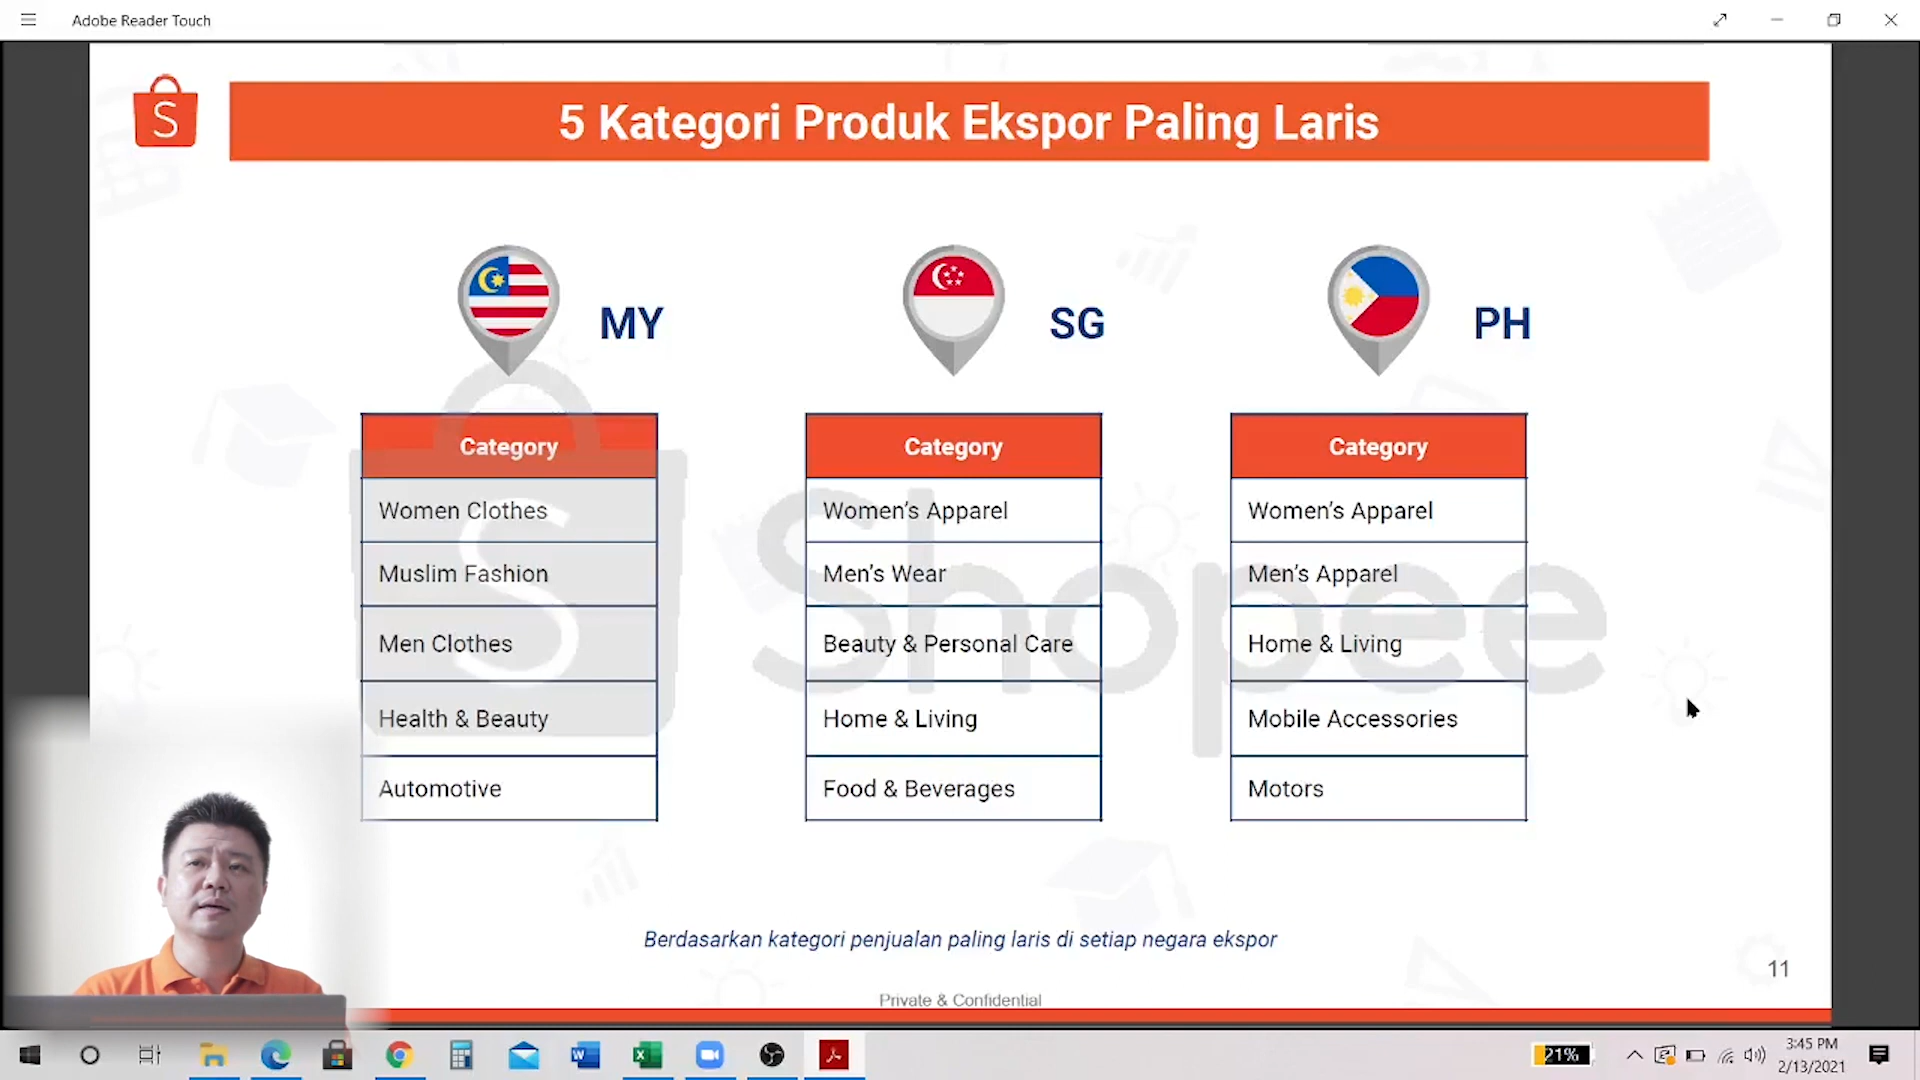 Adobe Reader Touch
S
5 Kategori Produk Ekspor Paling Laris
MY
SG
PH
Category
Women Clothes
Muslim Fashion
Men Clothes
Health & Beauty
Automotive
Category
Women's Apparel
Men's Wear
Beauty & Personal Care
Home & Living
Food & Beverages
Category
Women's Apparel
Men's Apparel
Home & Living
Mobile Accessories
Motors
S Shopee
Berdasarkan kategori penjualan paling laris di setiap negara ekspor
11
Private & Confidential
21%
3:45 PM
2/13/2021